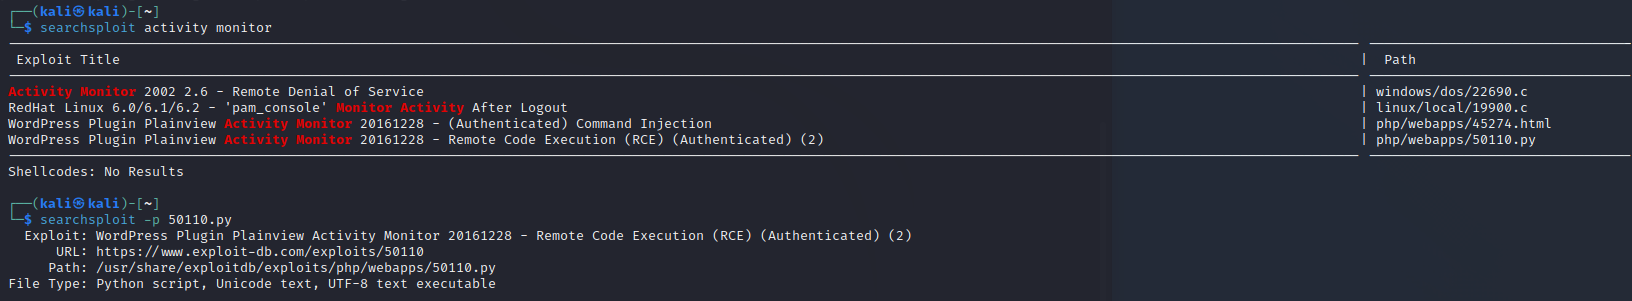 ┌──(kali㉿kali)-[~]
└─$ searchsploit activity monitor
Exploit Title | Path
Activity Monitor 2002 2.6 - Remote Denial of Service | windows/dos/22690.c
RedHat Linux 6.0/6.1/6.2 - 'pam_console' Monitor Activity After Logout | linux/local/19900.c
WordPress Plugin Plainview Activity Monitor 20161228 - (Authenticated) Command Injection | php/webapps/45274.html
WordPress Plugin Plainview Activity Monitor 20161228 - Remote Code Execution (RCE) (Authenticated) (2) | php/webapps/50110.py
Shellcodes: No Results
┌──(kali㉿kali)-[~]
└─$ searchsploit -p 50110.py
Exploit: WordPress Plugin Plainview Activity Monitor 20161228 - Remote Code Execution (RCE) (Authenticated) (2)
URL: https://www.exploit-db.com/exploits/50110
Path: /usr/share/exploitdb/exploits/php/webapps/50110.py
File Type: Python script, Unicode text, UTF-8 text executable